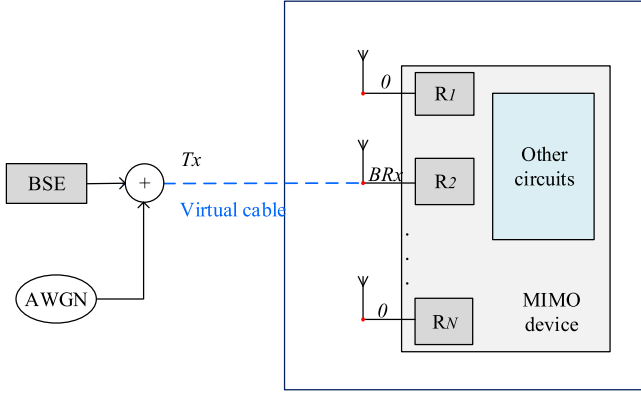 0
R1
Other
circuits
Tx
BRx
R2
BSE
+
Virtual cable
.
.
.
AWGN
0
RN
MIMO
device